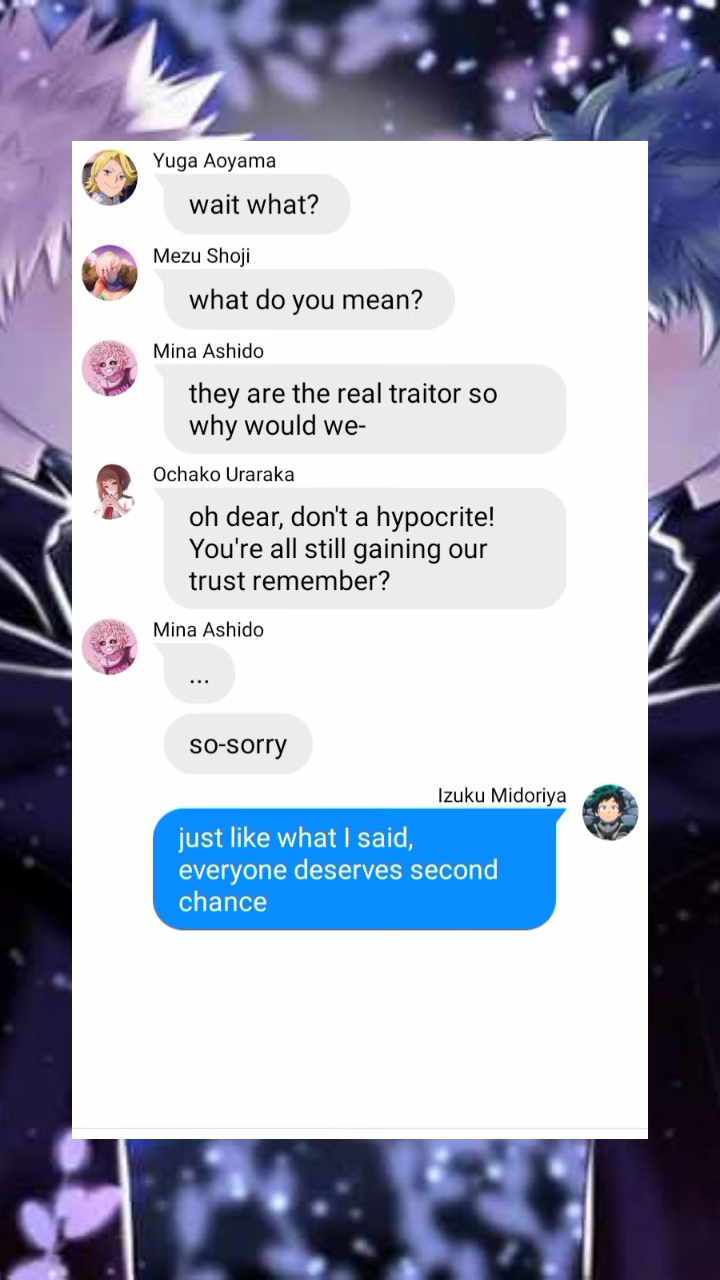 Yuga Aoyama
wait what?
Mezu Shoji
what do you mean?
Mina Ashido
they are the real traitor so
why would we-
Ochako Uraraka
oh dear, don't a hypocrite!
You're all still gaining our
trust remember?
Mina Ashido
...
so-sorry
Izuku Midoriya
just like what I said,
everyone deserves second
chance